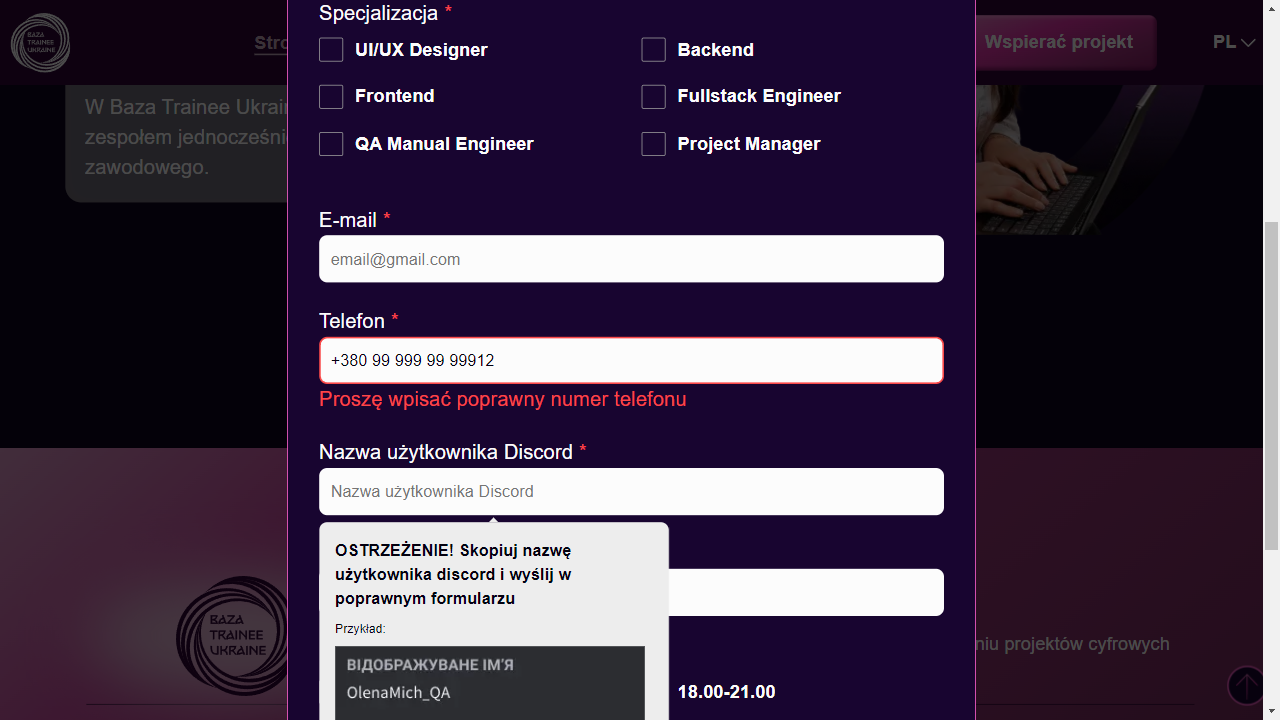 BAZA
TRAINEE
UKRAINE
Stro
Wspierać projekt
PL
W Baza Trainee Ukrain
zespołem jednocześni
zawodowego.
Specjalizacja *
UI/UX Designer
Backend
Frontend
Fullstack Engineer
QA Manual Engineer
Project Manager
E-mail *
email@gmail.com
Telefon *
+380 99 999 99 99912
Proszę wpisać poprawny numer telefonu
Nazwa użytkownika Discord *
Nazwa użytkownika Discord
OSTRZEŻENIE! Skopiuj nazwę
użytkownika discord i wyślij w
poprawnym formularzu
Przykład:
ВІДОБРАЖУВАНЕ ІМ'Я
OlenaMich_QA
18.00-21.00
BAZA
TRAINEE
UKRAINE
niu projektów cyfrowych